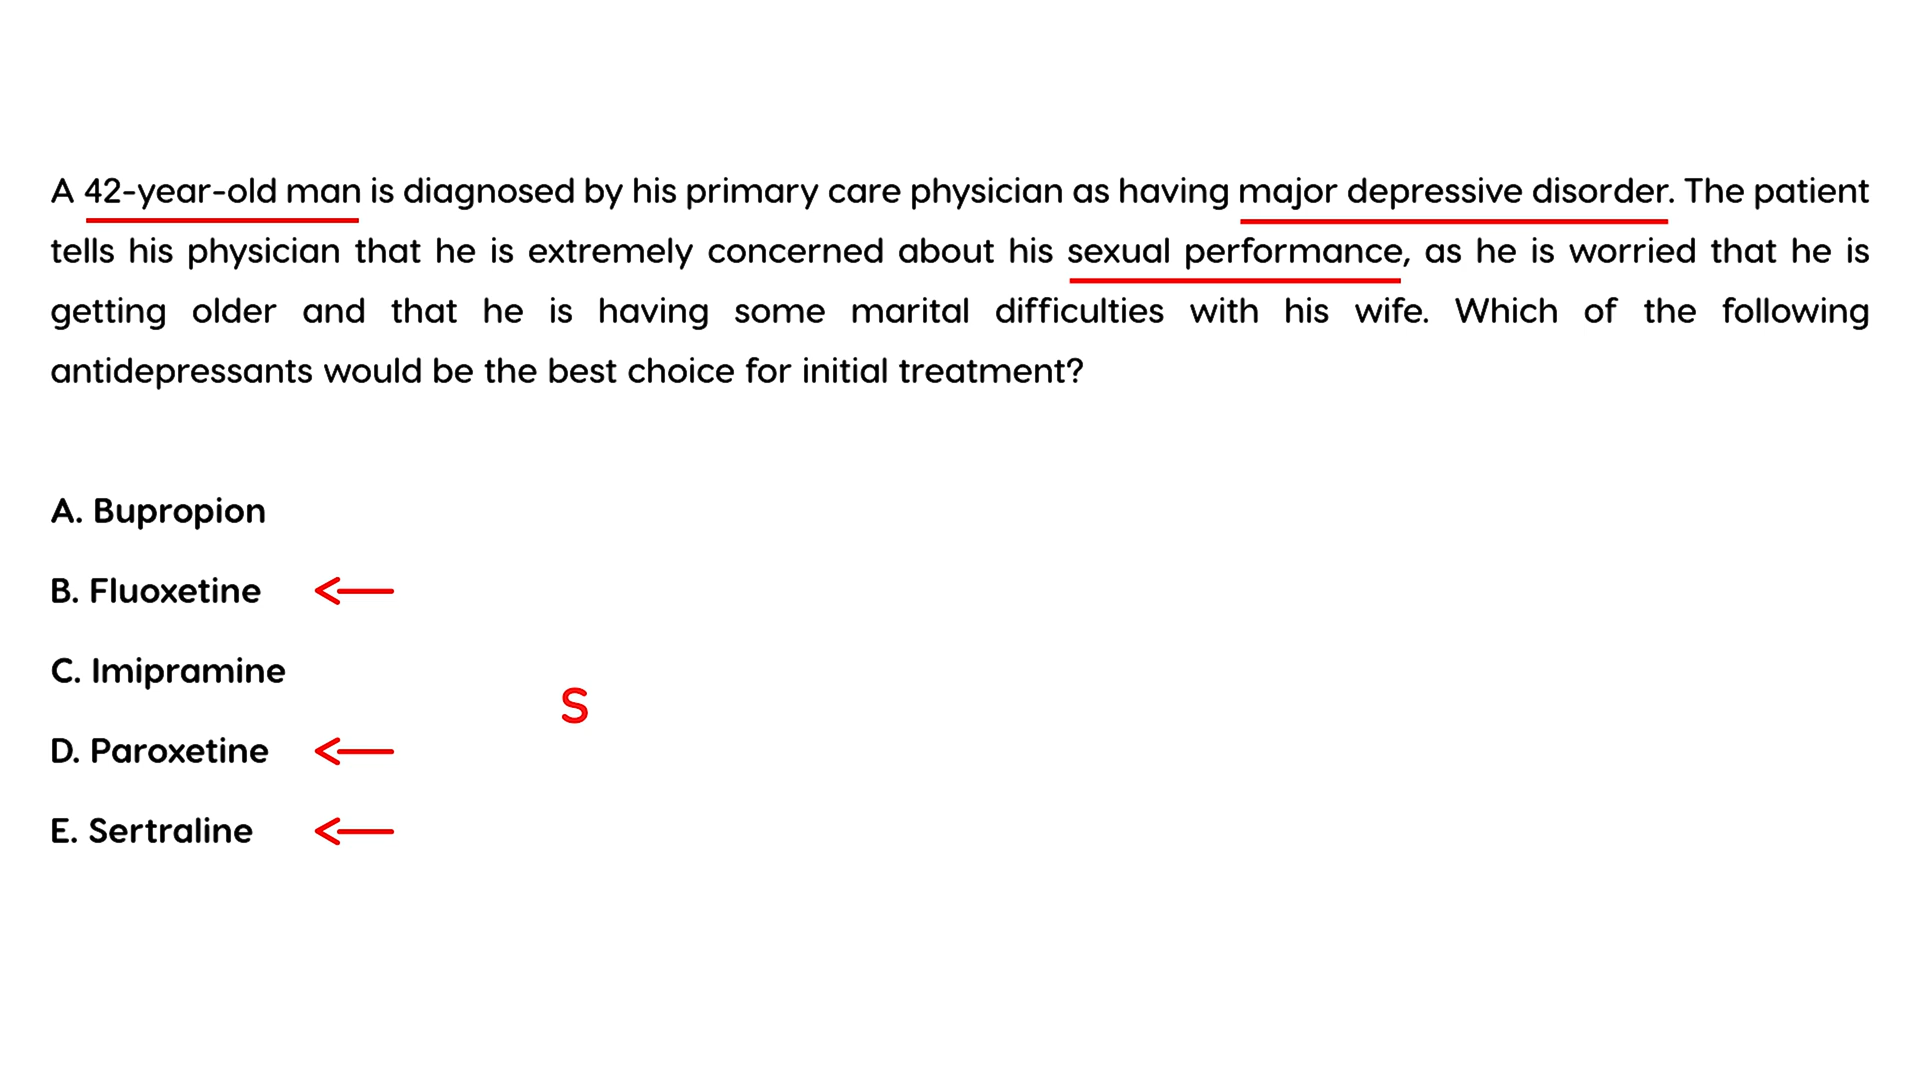 A 42-year-old man is diagnosed by his primary care physician as having major depressive disorder. The patient
tells his physician that he is extremely concerned about his sexual performance, as he is worried that he is
getting older and that he is having some marital difficulties with his wife. Which of the following
antidepressants would be the best choice for initial treatment?
A. Bupropion
B. Fluoxetine
C. Imipramine
S
D. Paroxetine
E. Sertraline